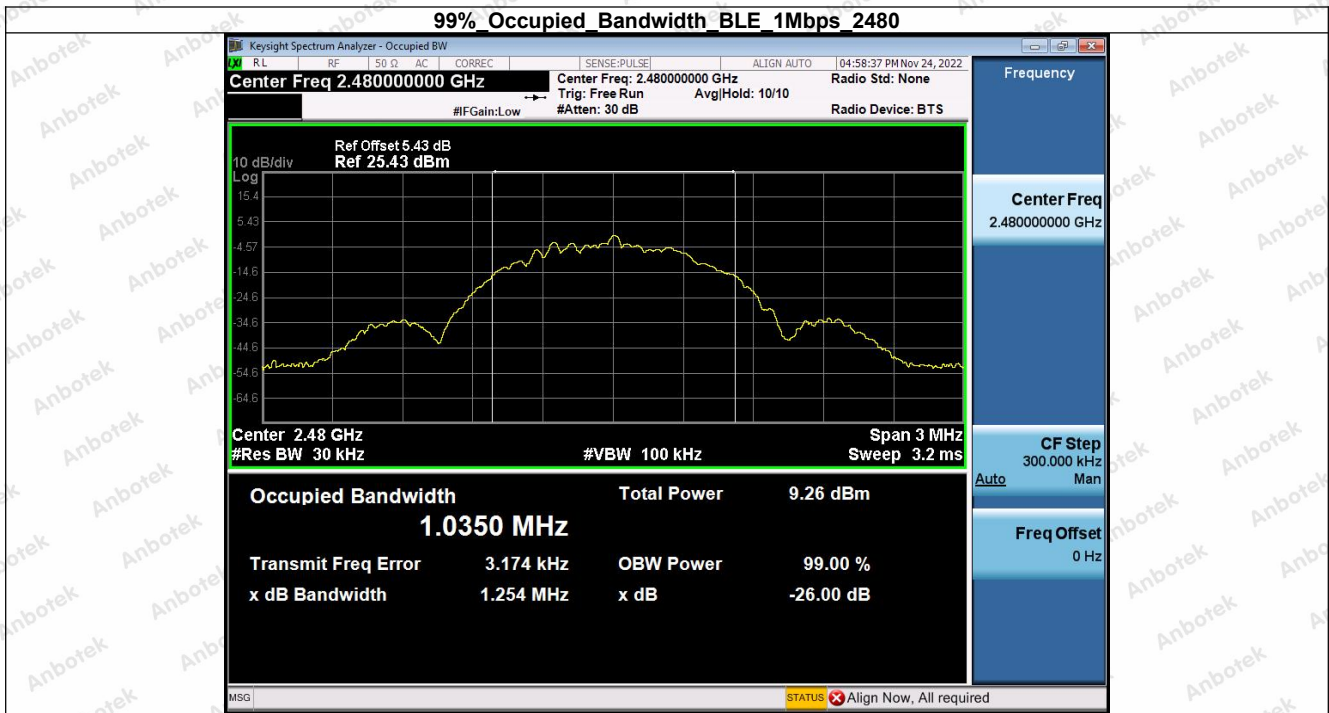 99%_Occupied_Bandwidth_BLE_1Mbps_2480
Keysight Spectrum Analyzer - Occupied BW
LXI RL RF 50 Ω AC CORREC SENSE:PULSE ALIGN AUTO 04:58:37 PM Nov 24, 2022
Center Freq 2.480000000 GHz
Center Freq: 2.480000000 GHz
Radio Std: None
Trig: Free Run Avg|Hold: 10/10
#IFGain:Low #Atten: 30 dB Radio Device: BTS
Ref Offset 5.43 dB
10 dB/div Ref 25.43 dBm
Log
15.4
5.43
-4.57
-14.6
-24.6
-34.6
-44.6
-54.6
-64.6
Center 2.48 GHz Span 3 MHz
#Res BW 30 kHz #VBW 100 kHz Sweep 3.2 ms
Occupied Bandwidth Total Power 9.26 dBm
1.0350 MHz
Transmit Freq Error 3.174 kHz OBW Power 99.00 %
x dB Bandwidth 1.254 MHz x dB -26.00 dB
MSG STATUS Align Now, All required
Frequency
Center Freq
2.480000000 GHz
CF Step
300.000 kHz
Auto Man
Freq Offset
0 Hz
Anbotek